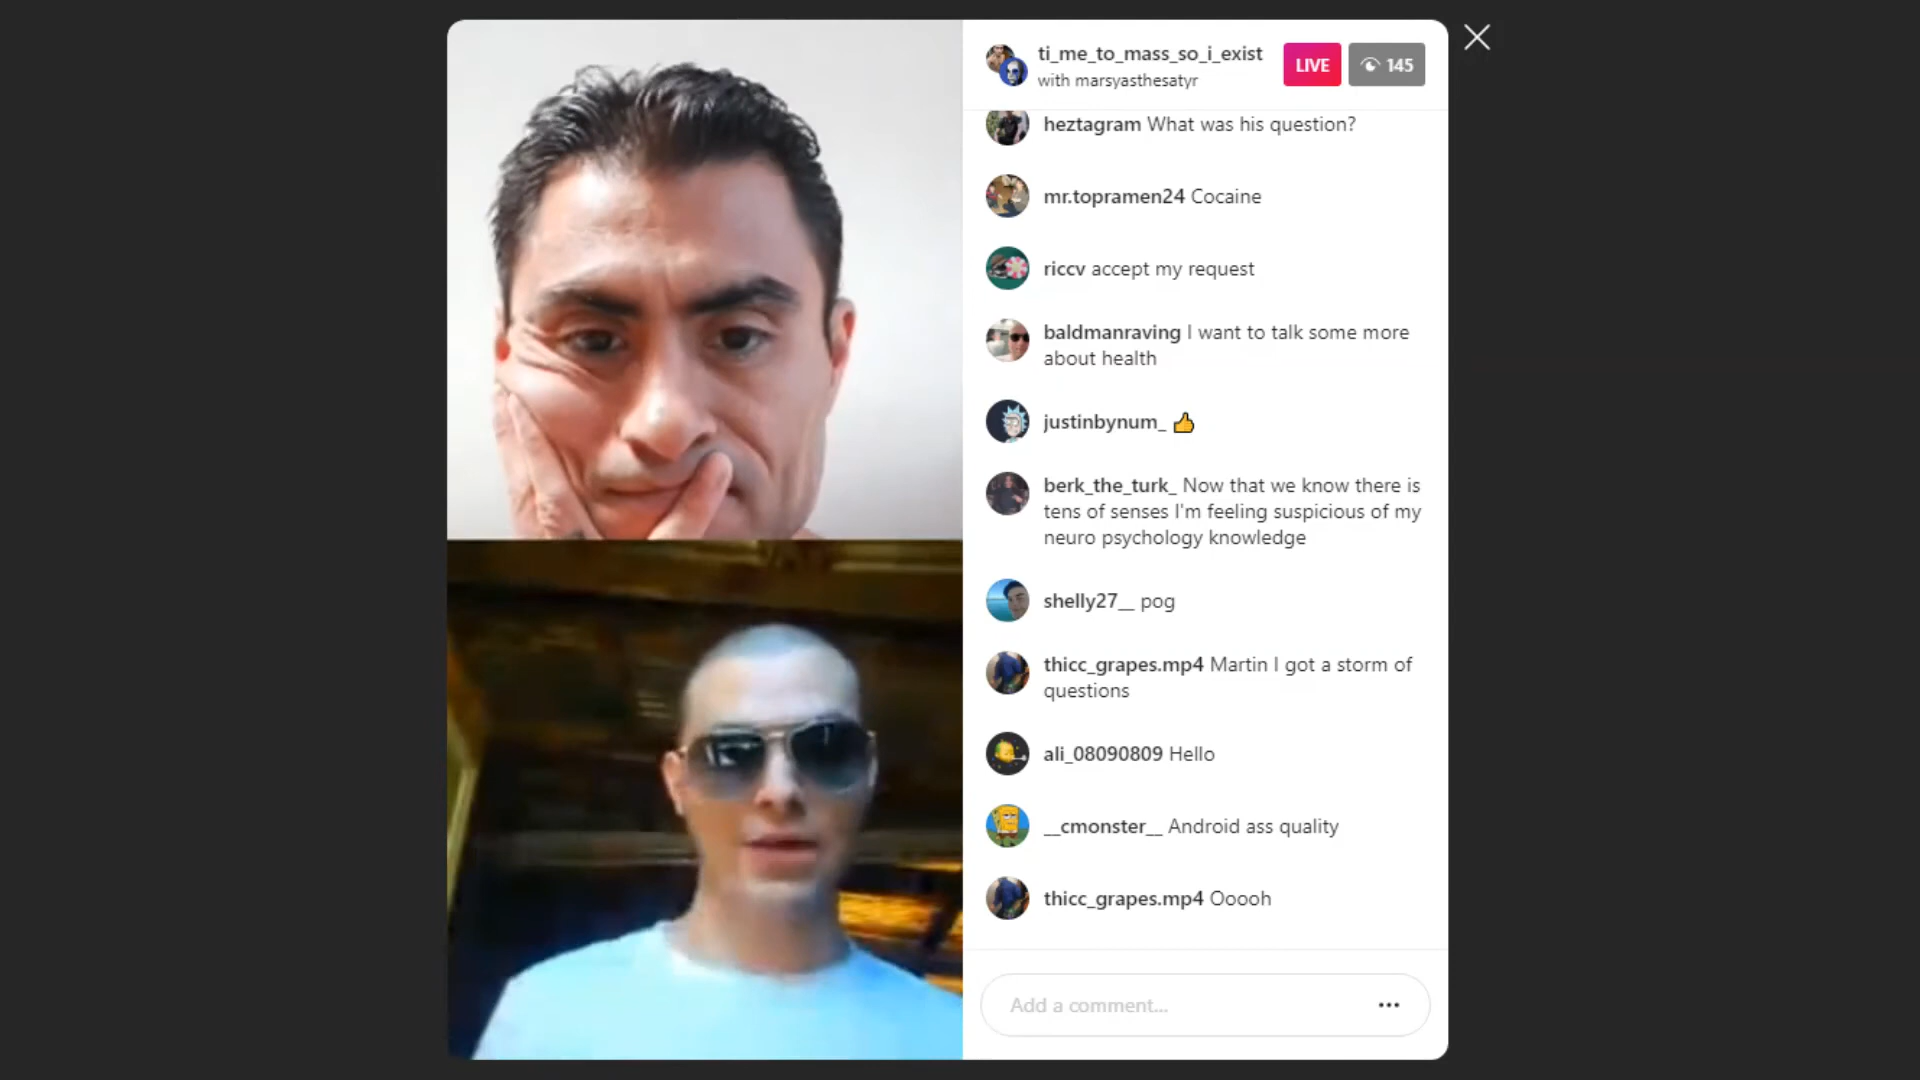 ti_me_to_mass_so_i_exist
with marsyasthesatyr
LIVE
145
heztagram What was his question?
mr.topramen24 Cocaine
riccv accept my request
baldmanraving I want to talk some more
about health
justinbynum_ 👍
berk_the_turk_ Now that we know there is
tens of senses I'm feeling suspicious of my
neuro psychology knowledge
shelly27__ pog
thicc_grapes.mp4 Martin I got a storm of
questions
ali_08090809 Hello
__cmonster__ Android ass quality
thicc_grapes.mp4 Ooooh
Add a comment...